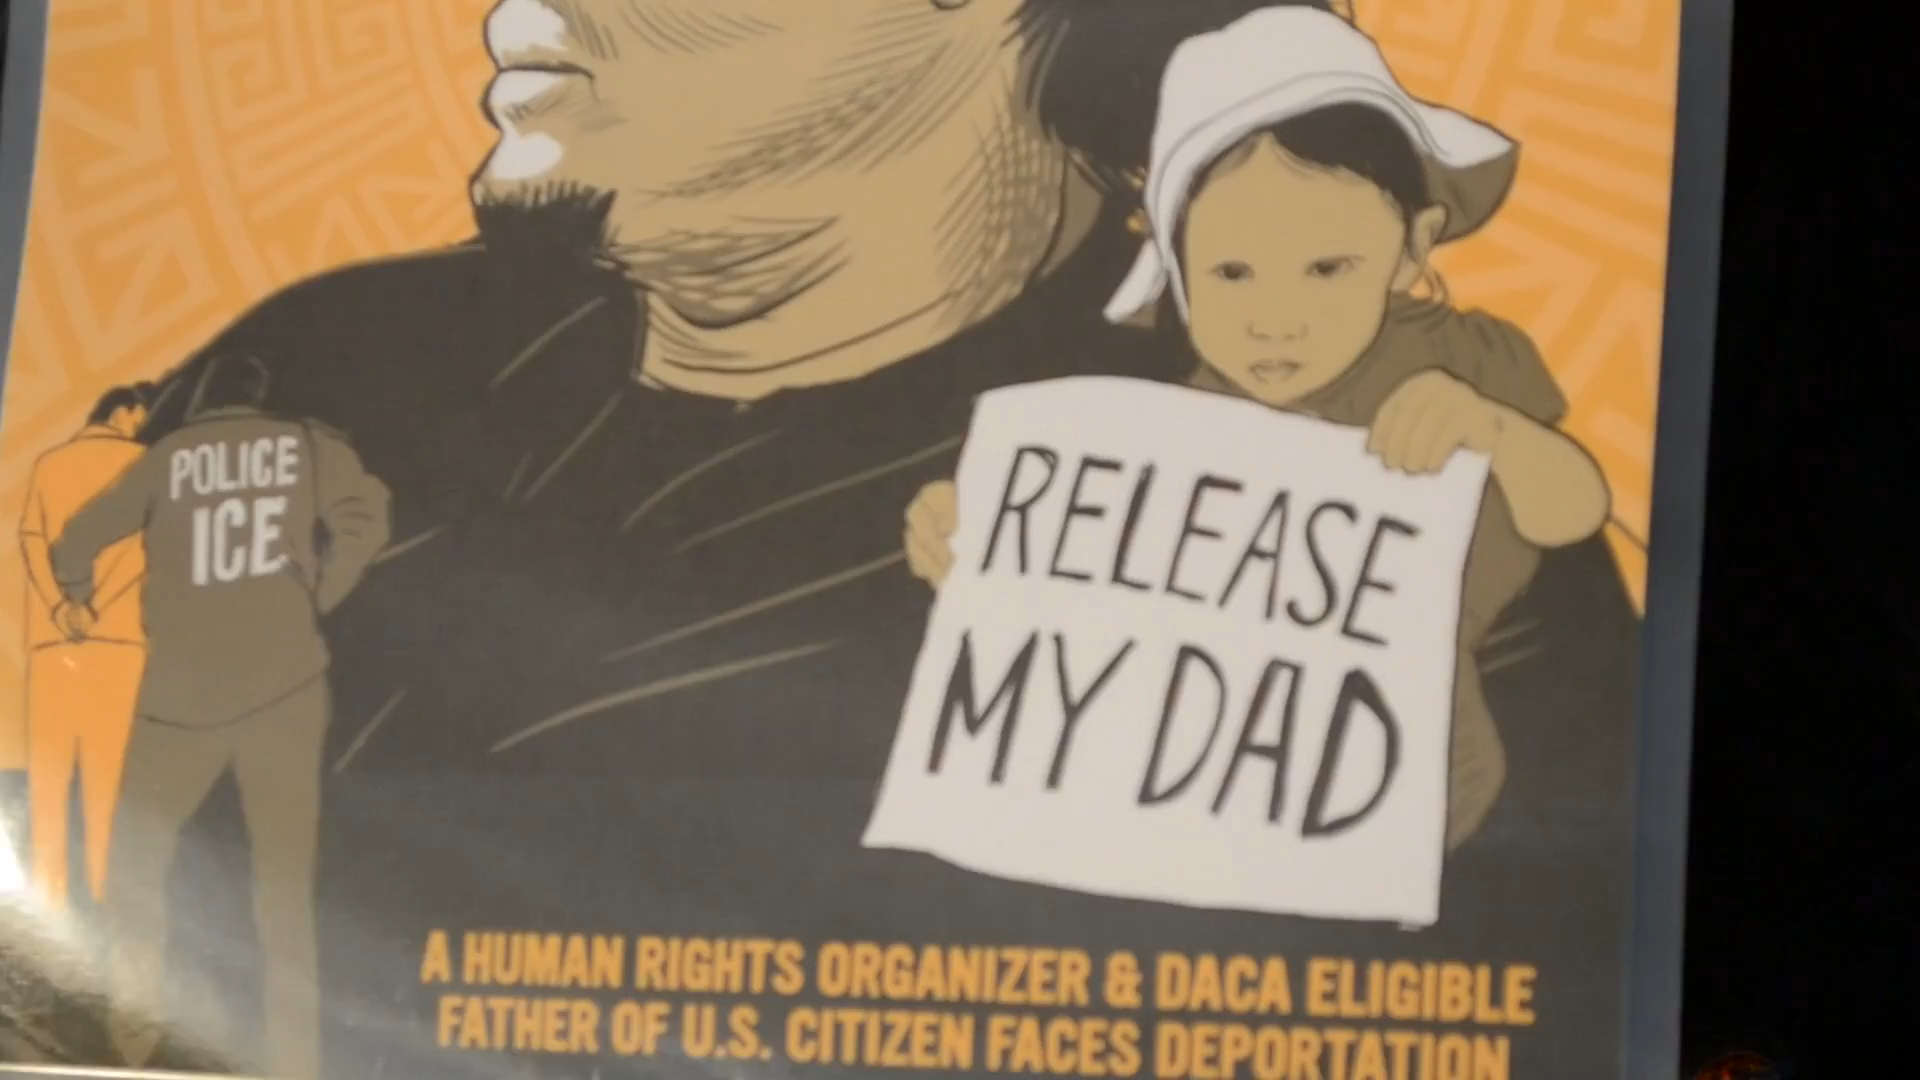 POLICE
ICE
RELEASE
MY DAD
A HUMAN RIGHTS ORGANIZER & DACA ELIGIBLE
FATHER OF U.S. CITIZEN FACES DEPORTATION